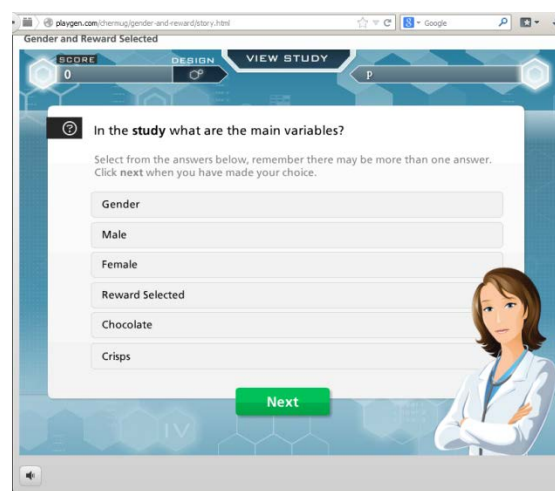 playgen.com/chermug/gender-and-reward/story.html
Google
Gender and Reward Selected
SCORE
0
DESIGN
VIEW STUDY
P
In the study what are the main variables?
Select from the answers below, remember there may be more than one answer.
Click next when you have made your choice.
Gender
Male
Female
Reward Selected
Chocolate
Crisps
Next
IV